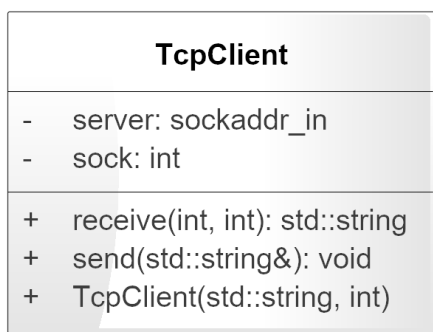 TcpClient
- server: sockaddr_in
- sock: int
+ receive(int, int): std::string
+ send(std::string&): void
+ TcpClient(std::string, int)